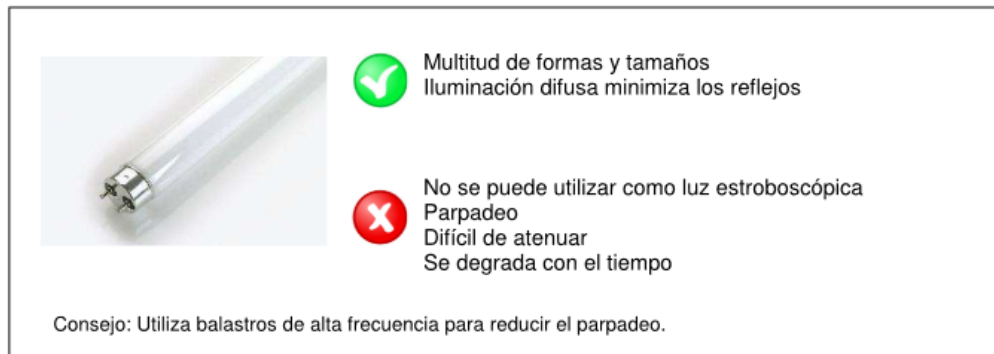 Multitud de formas y tamaños
Iluminación difusa minimiza los reflejos
No se puede utilizar como luz estroboscópica
Parpadeo
Difícil de atenuar
Se degrada con el tiempo
Consejo: Utiliza balastros de alta frecuencia para reducir el parpadeo.